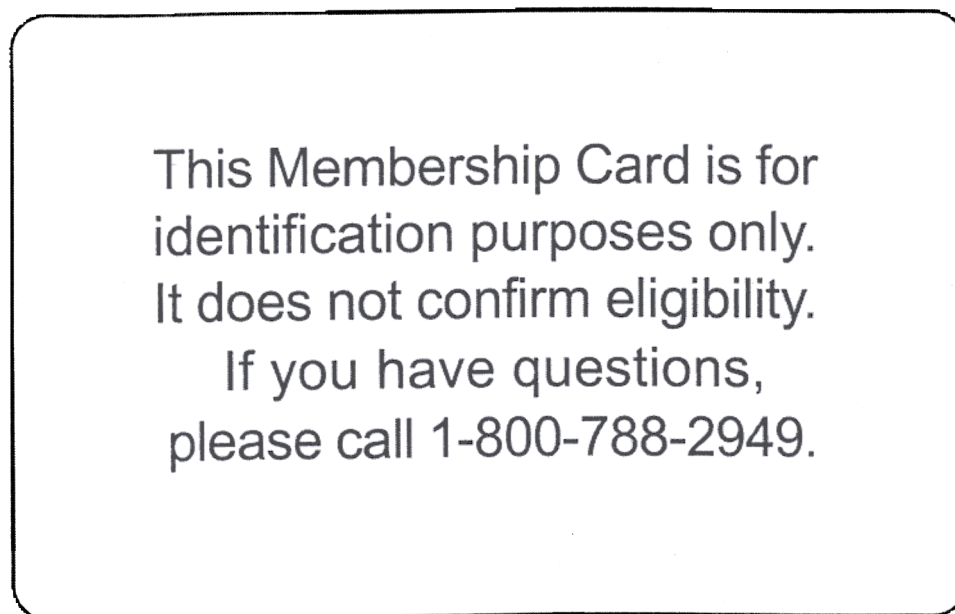 This Membership Card is for
identification purposes only.
It does not confirm eligibility.
If you have questions,
please call 1-800-788-2949.